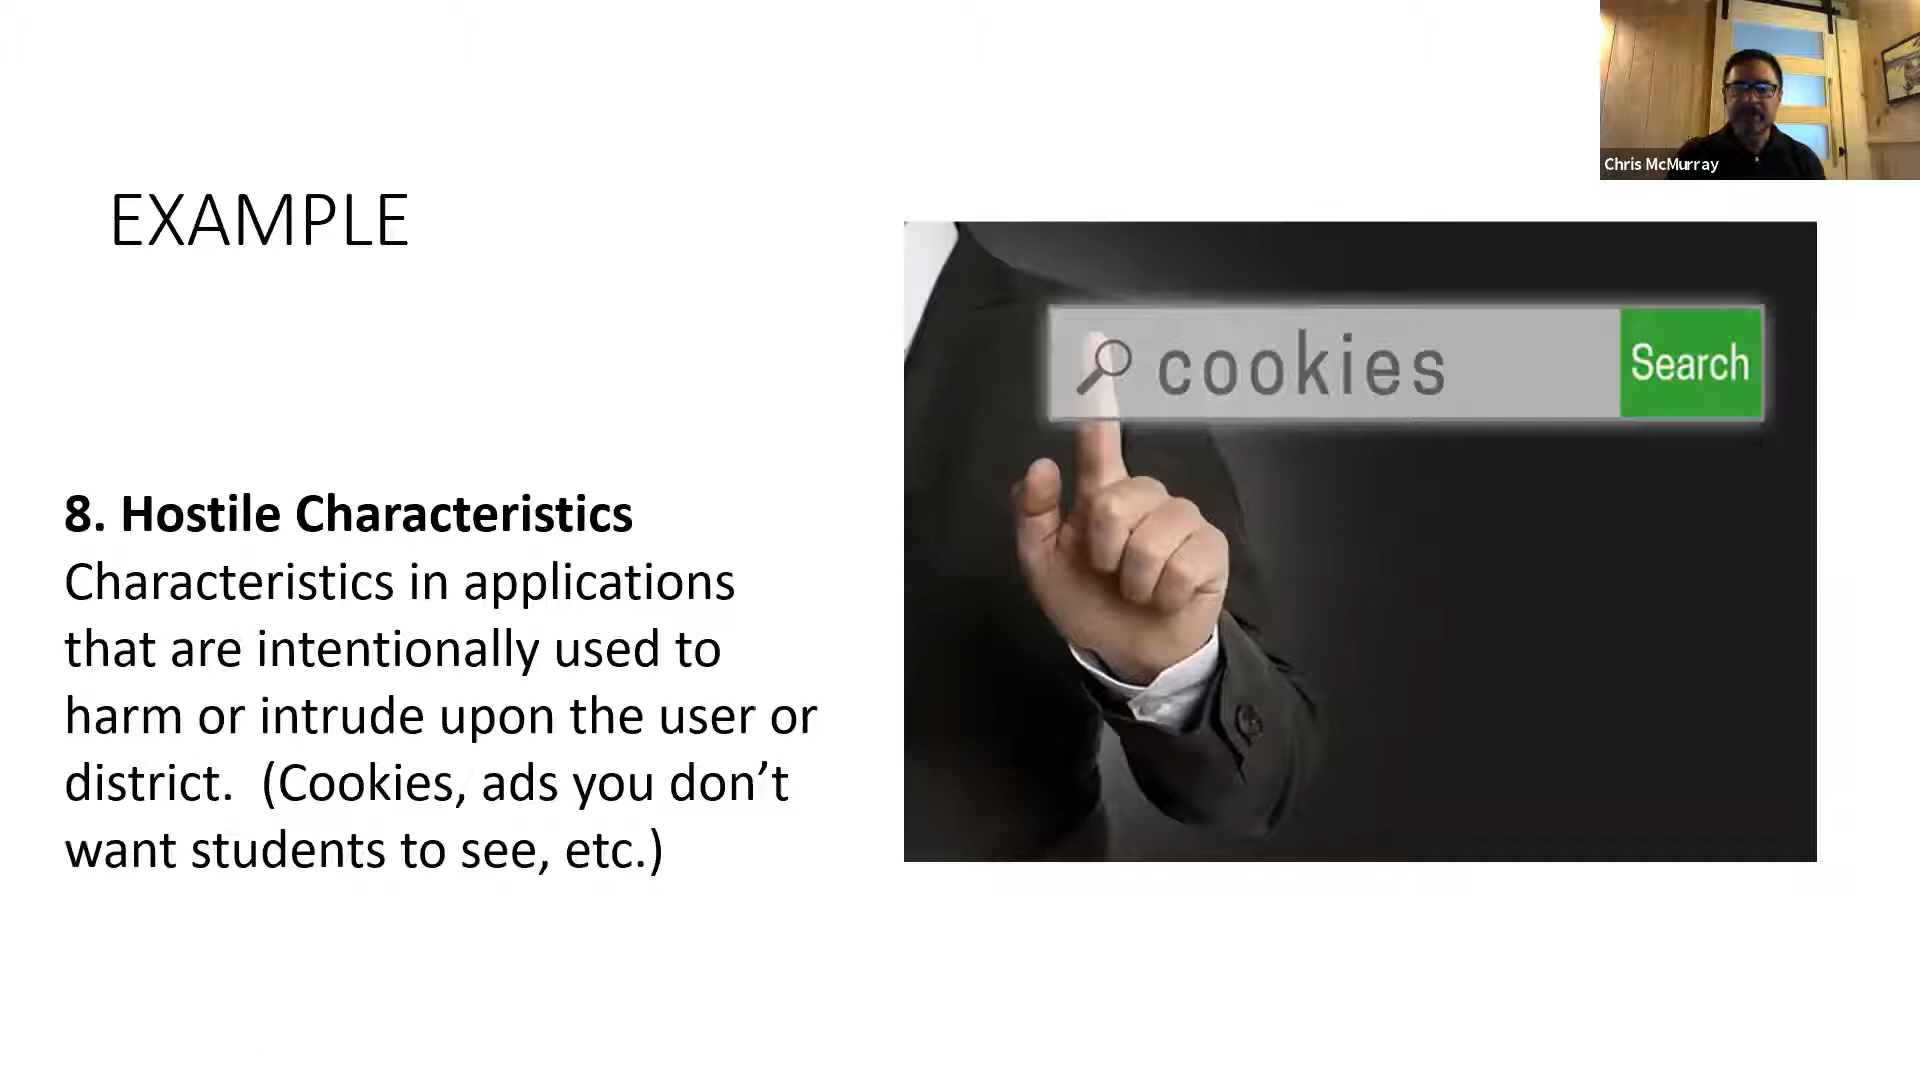 Chris McMurray
EXAMPLE
cookies
Search
8. Hostile Characteristics
Characteristics in applications
that are intentionally used to
harm or intrude upon the user or
district.  (Cookies, ads you don’t
want students to see, etc.)